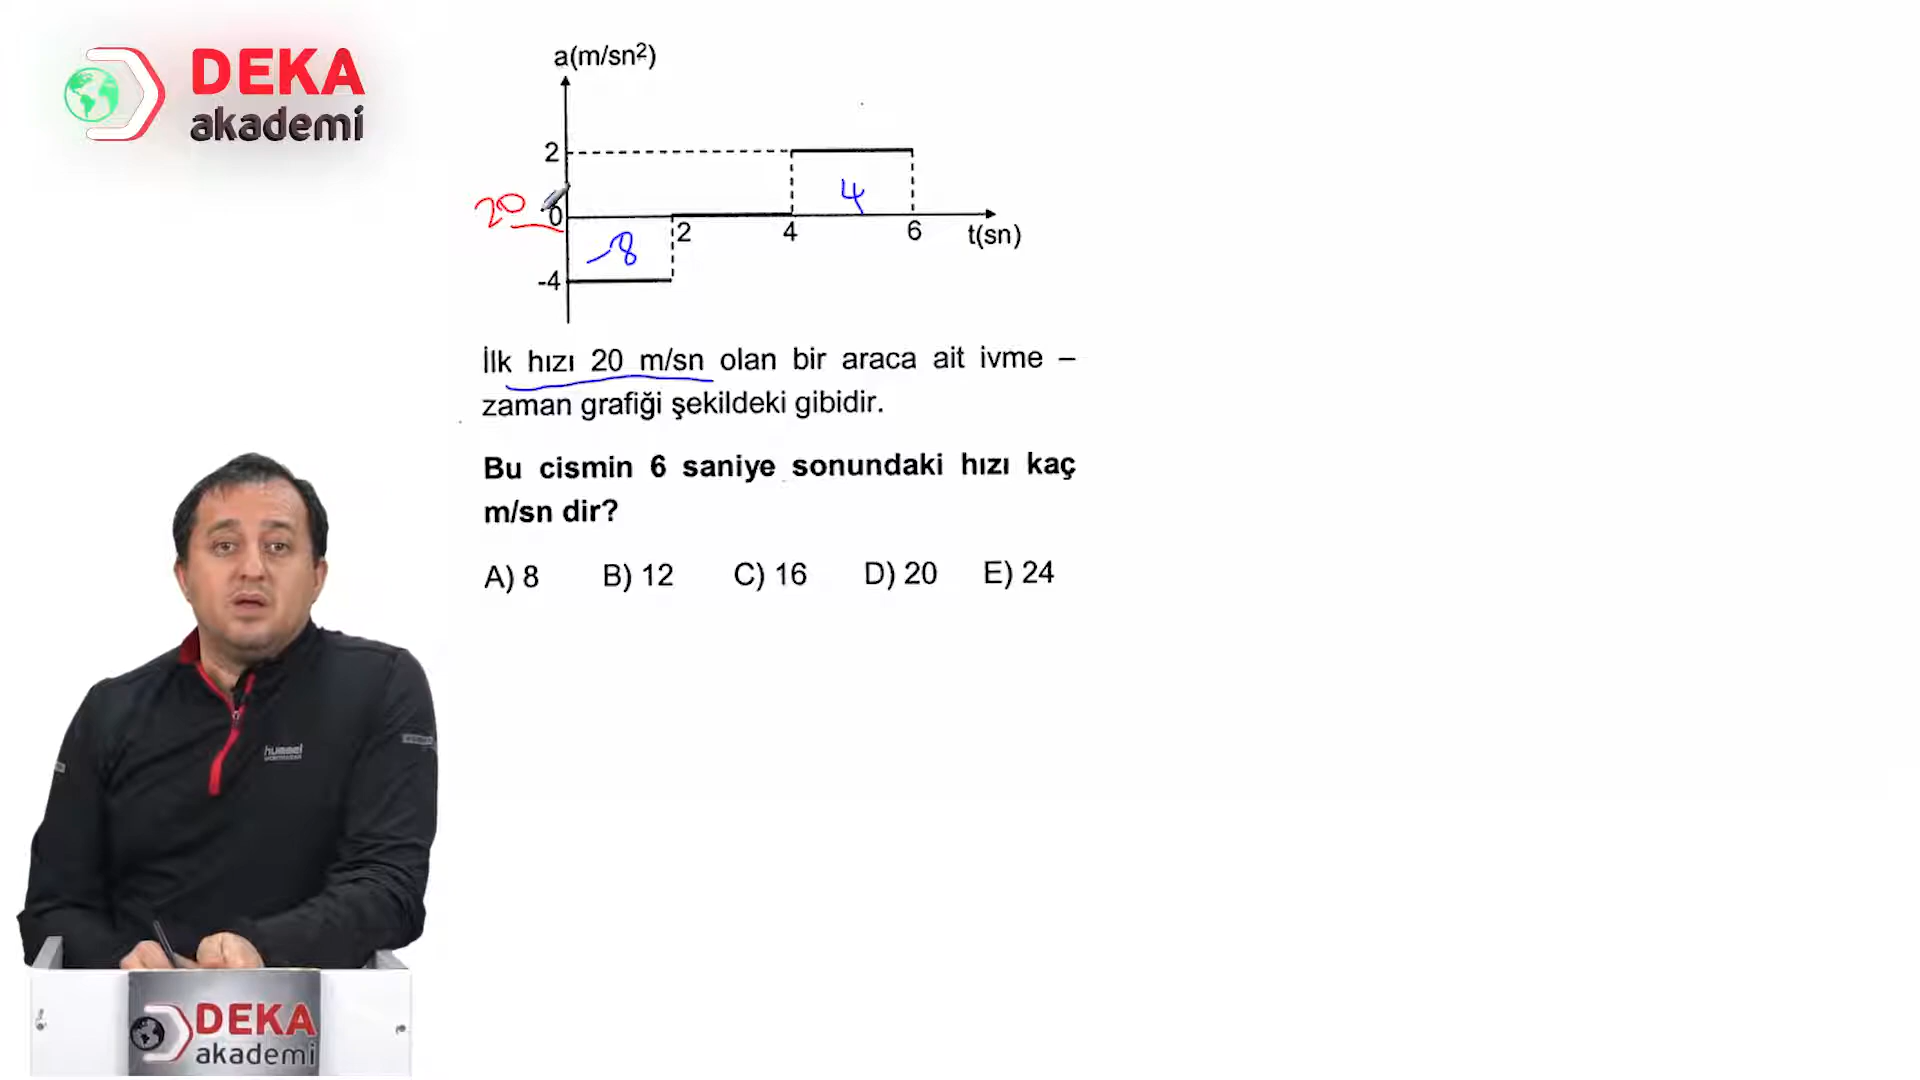 DEKA
akademi
a(m/sn²)
2
20
0
4
-8
2
4
6
t(sn)
-4
İlk hızı 20 m/sn olan bir araca ait ivme –
zaman grafiği şekildeki gibidir.
Bu cismin 6 saniye sonundaki hızı kaç
m/sn dir?
A) 8 B) 12 C) 16 D) 20 E) 24
hummel
DEKA
akademi